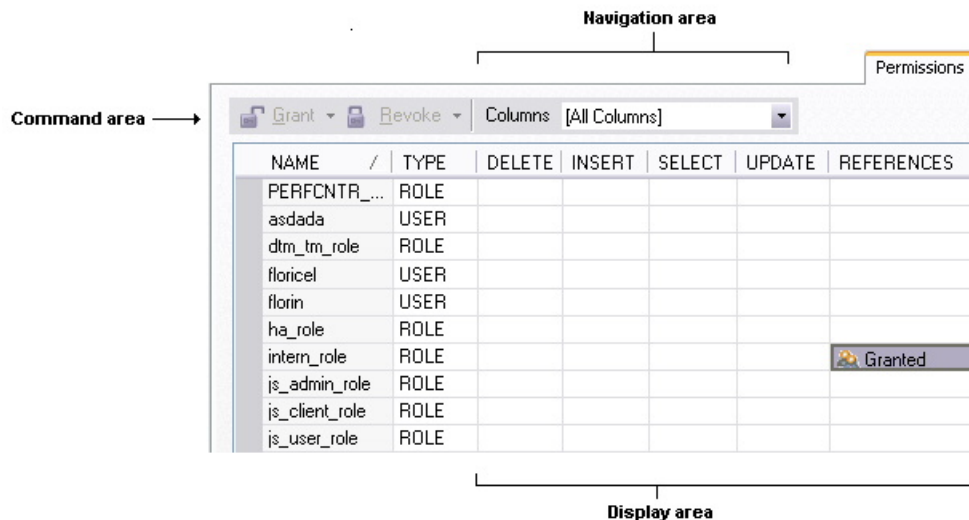 Navigation area
Permissions
Command area
Grant Revoke Columns [All Columns]
NAME / TYPE DELETE INSERT SELECT UPDATE REFERENCES
PERFCNTR_... ROLE
asdada USER
dtm_tm_role ROLE
floricel USER
florin USER
ha_role ROLE
intern_role ROLE Granted
js_admin_role ROLE
js_client_role ROLE
js_user_role ROLE
Display area